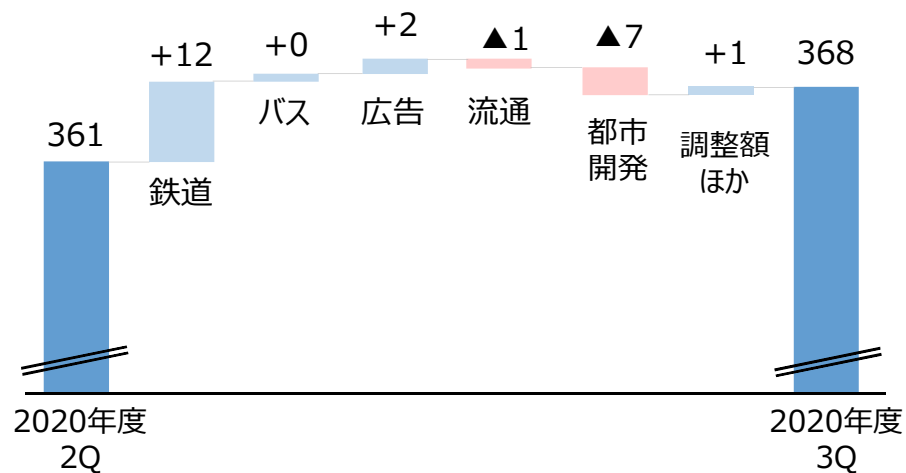 361
+12
+0
+2
▲1
▲7
+1
368
鉄道
バス
広告
流通
都市
開発
調整額
ほか
2020年度
2Q
2020年度
3Q